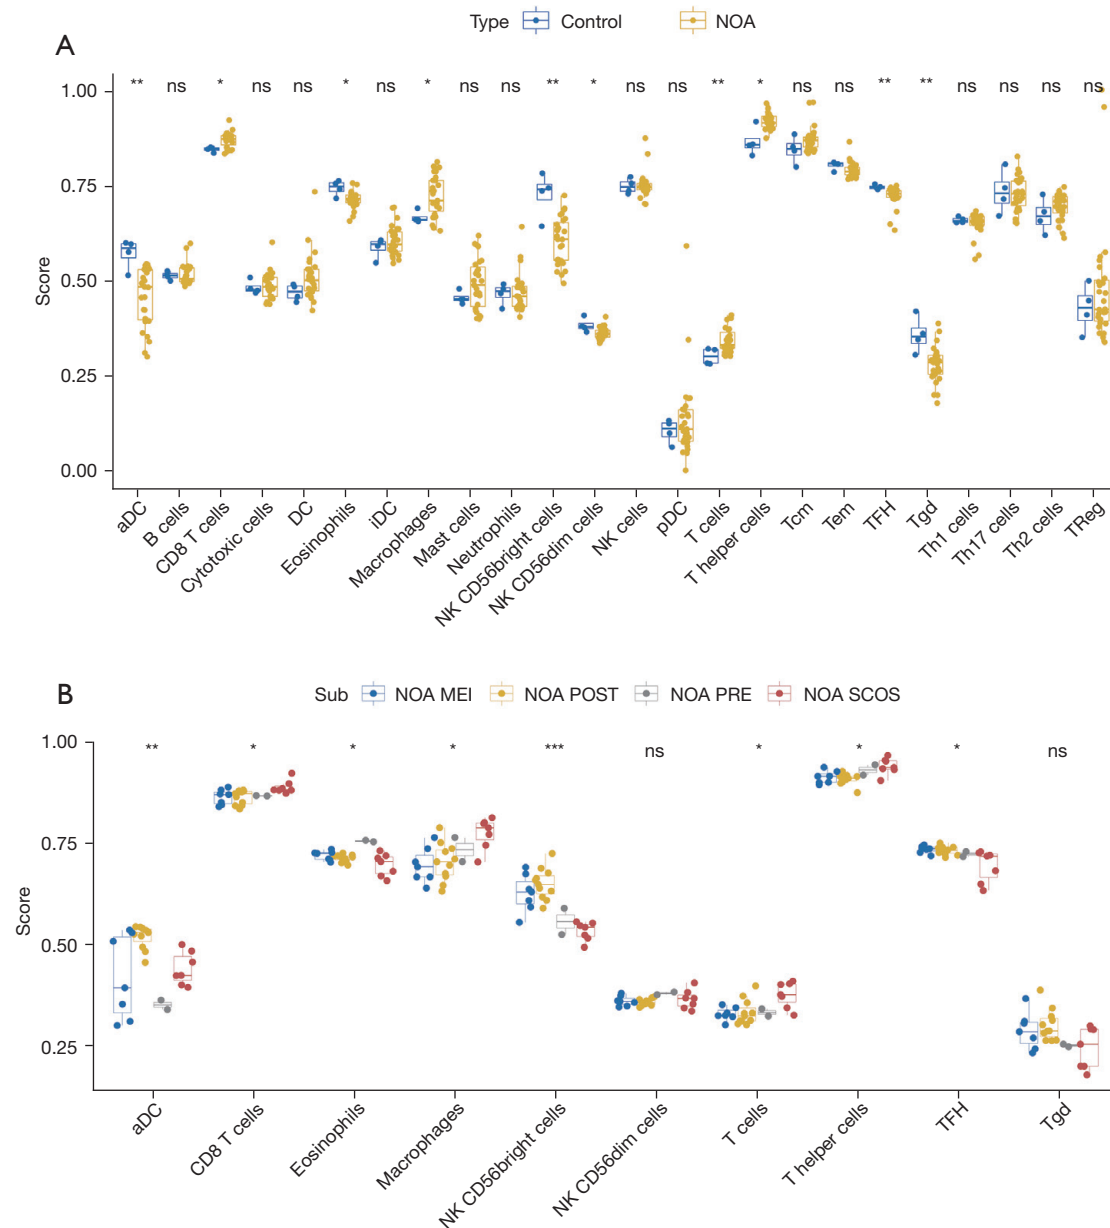 Type Control NOA
A
** ns * ns ns * ns * ns ns ** * ns ns ** * ns ns ** ** ns ns ns ns
1.00
0.75
0.50
0.25
0.00
Score
aDC
B cells
CD8 T cells
Cytotoxic cells
DC
Eosinophils
iDC
Macrophages
Mast cells
Neutrophils
NK CD56bright cells
NK CD56dim cells
NK cells
pDC
T cells
T helper cells
Tcm
Tem
TFH
Tgd
Th1 cells
Th17 cells
Th2 cells
TReg
B
Sub NOA MEI NOA POST NOA PRE NOA SCOS
** * * * *** ns * * * ns
1.00
0.75
0.50
0.25
Score
aDC
CD8 T cells
Eosinophils
Macrophages
NK CD56bright cells
NK CD56dim cells
T cells
T helper cells
TFH
Tgd